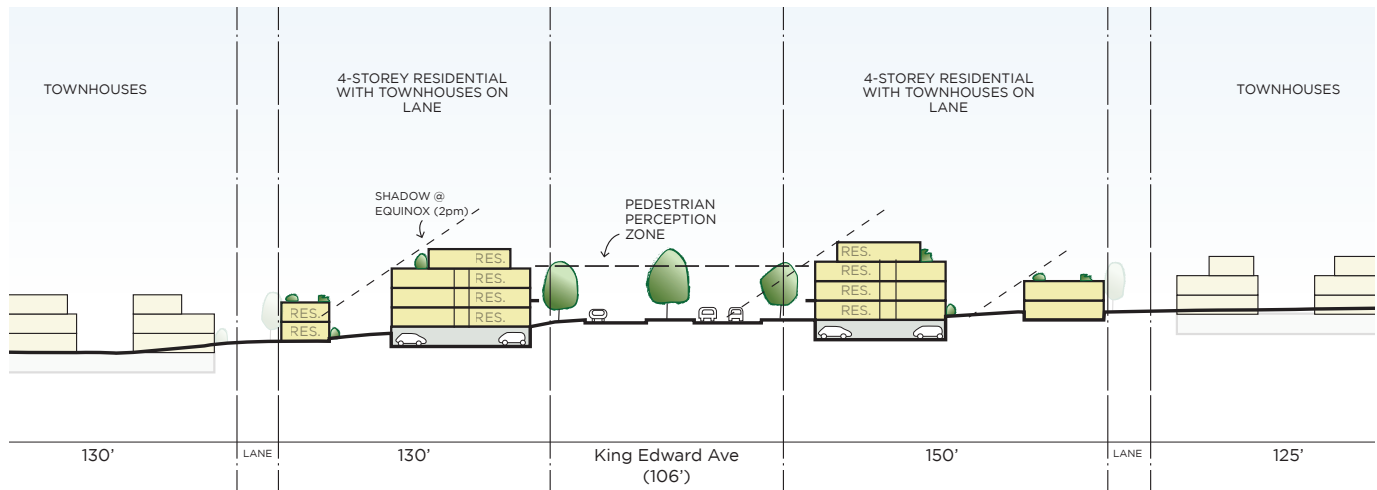 TOWNHOUSES
4-STOREY RESIDENTIAL
WITH TOWNHOUSES ON
LANE
4-STOREY RESIDENTIAL
WITH TOWNHOUSES ON
LANE
TOWNHOUSES
SHADOW @
EQUINOX (2pm)
PEDESTRIAN
PERCEPTION
ZONE
RES.
RES.
RES.
RES.
RES.
RES.
RES.
RES.
RES.
RES.
130’
LANE
130’
King Edward Ave
(106’)
150’
LANE
125’